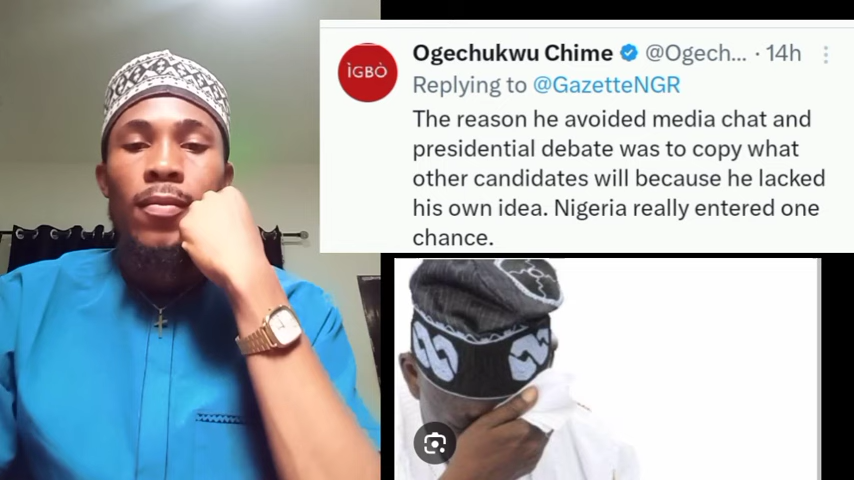 ÌGBÒ
Ogechukwu Chime @Ogech... · 14h
Replying to @GazetteNGR
The reason he avoided media chat and
presidential debate was to copy what
other candidates will because he lacked
his own idea. Nigeria really entered one
chance.